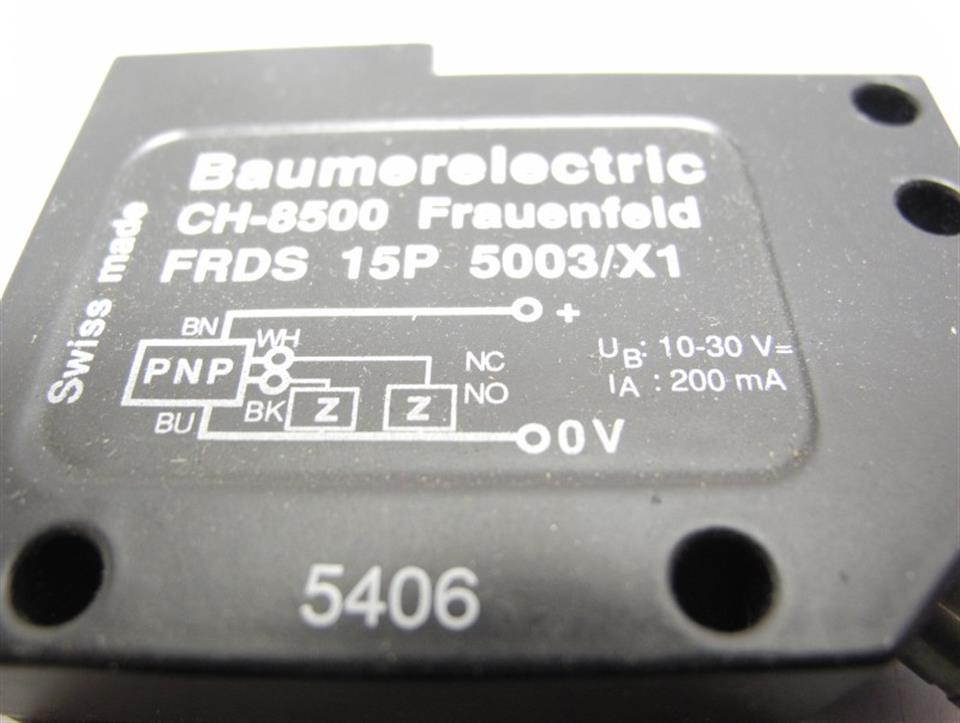 Baumerelectric
CH-8500 Frauenfeld
FRDS 15P 5003/X1
Swiss made
BN
+
WH
PNP
NC
NO
BK
Z
Z
BU
0V
UB: 10-30 V=
IA : 200 mA
5406